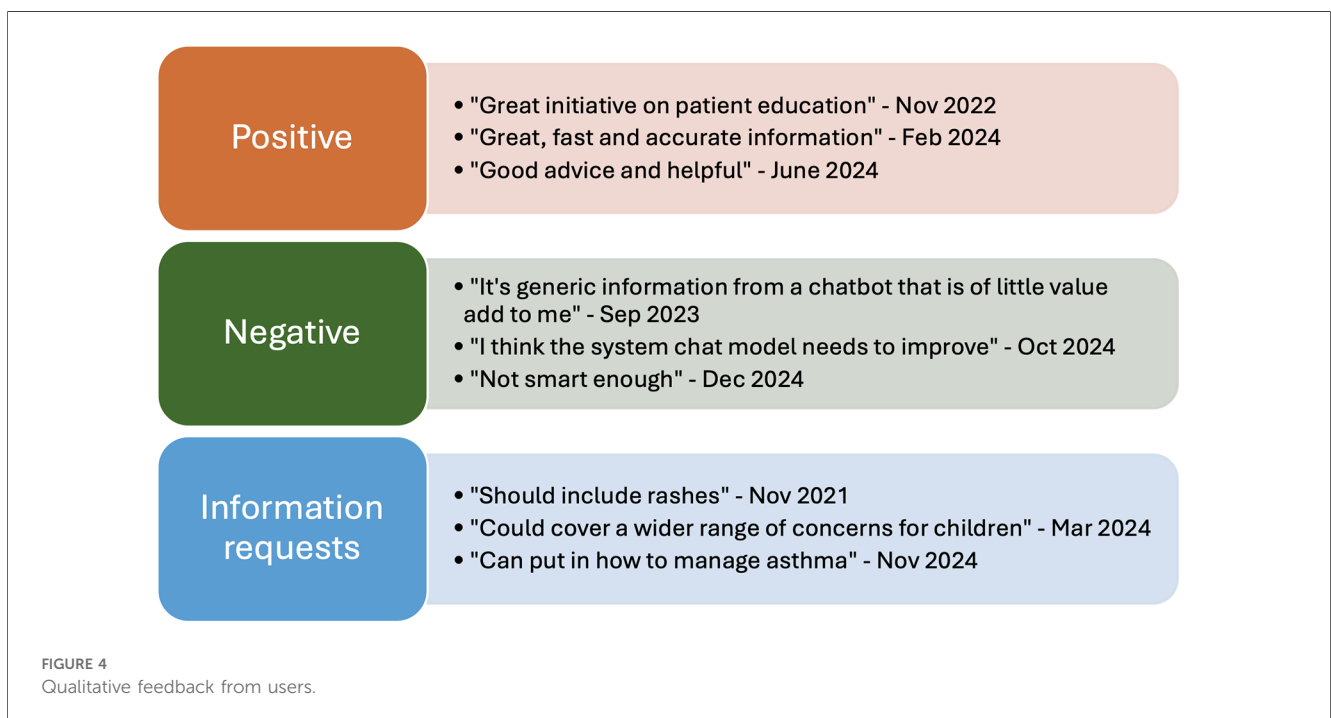 Positive
• "Great initiative on patient education" - Nov 2022
• "Great, fast and accurate information" - Feb 2024
• "Good advice and helpful" - June 2024
Negative
• "It's generic information from a chatbot that is of little value
add to me" - Sep 2023
• "I think the system chat model needs to improve" - Oct 2024
• "Not smart enough" - Dec 2024
Information
requests
• "Should include rashes" - Nov 2021
• "Could cover a wider range of concerns for children" - Mar 2024
• "Can put in how to manage asthma" - Nov 2024
FIGURE 4
Qualitative feedback from users.